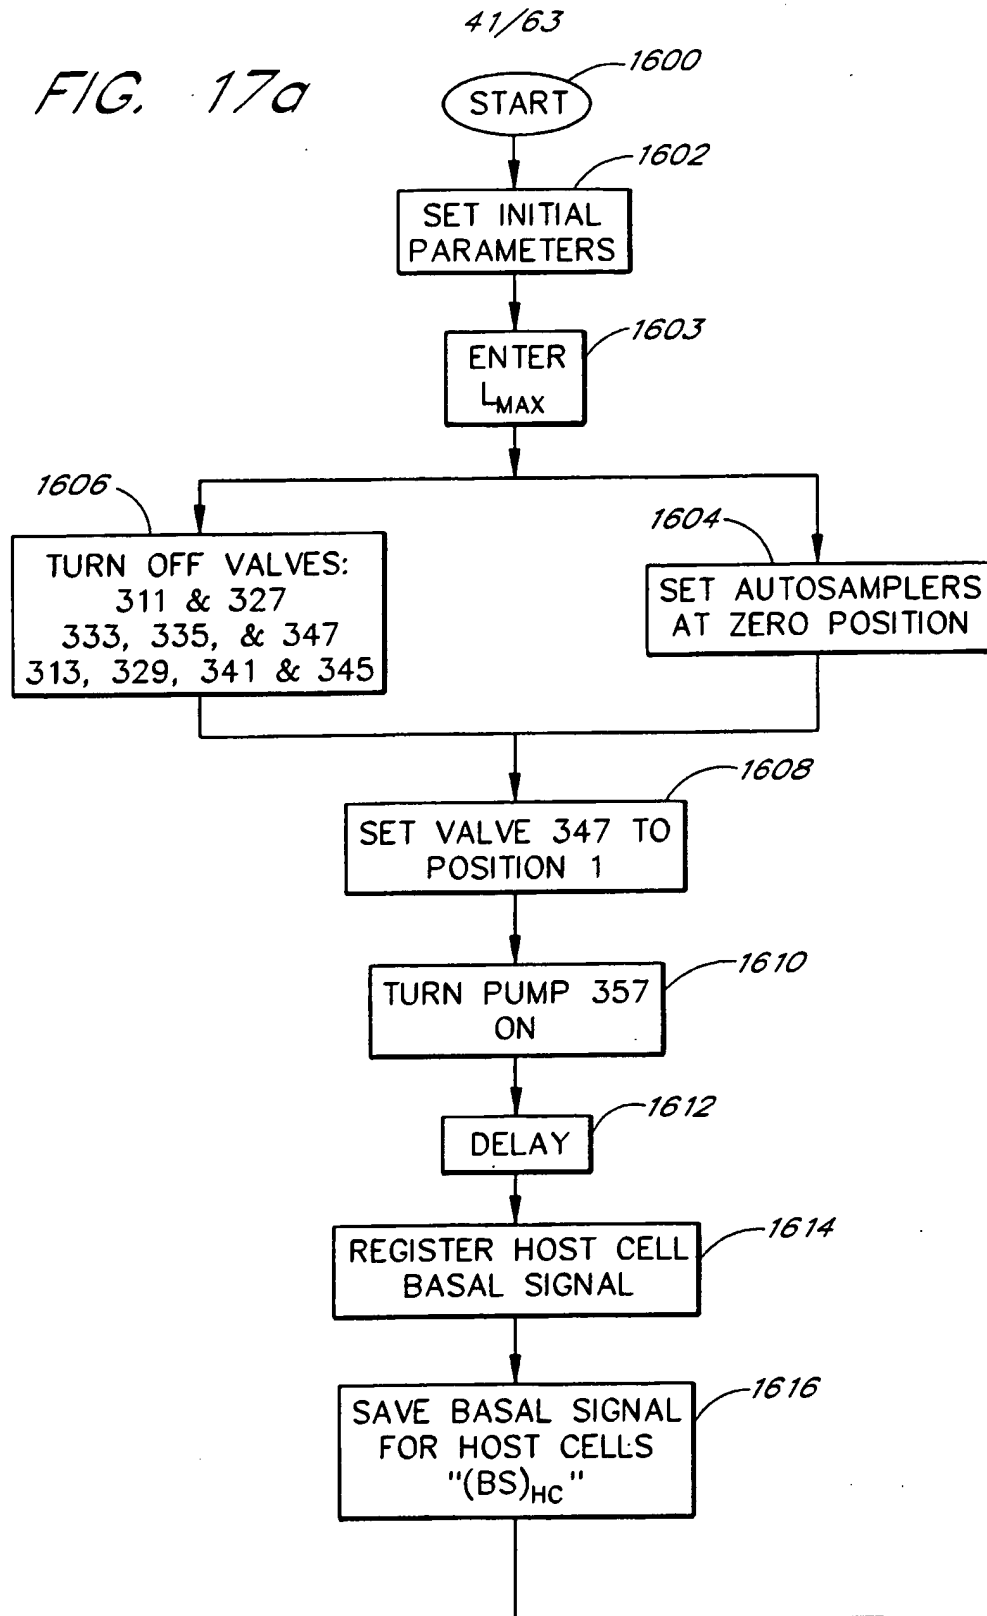 41/63
FIG. 17a
1600
START
1602
SET INITIAL
PARAMETERS
1603
ENTER
LMAX
1606
TURN OFF VALVES:
311 & 327
333, 335, & 347
313, 329, 341 & 345
1604
SET AUTOSAMPLERS
AT ZERO POSITION
1608
SET VALVE 347 TO
POSITION 1
1610
TURN PUMP 357
ON
1612
DELAY
1614
REGISTER HOST CELL
BASAL SIGNAL
1616
SAVE BASAL SIGNAL
FOR HOST CELLS
"(BS)HC"